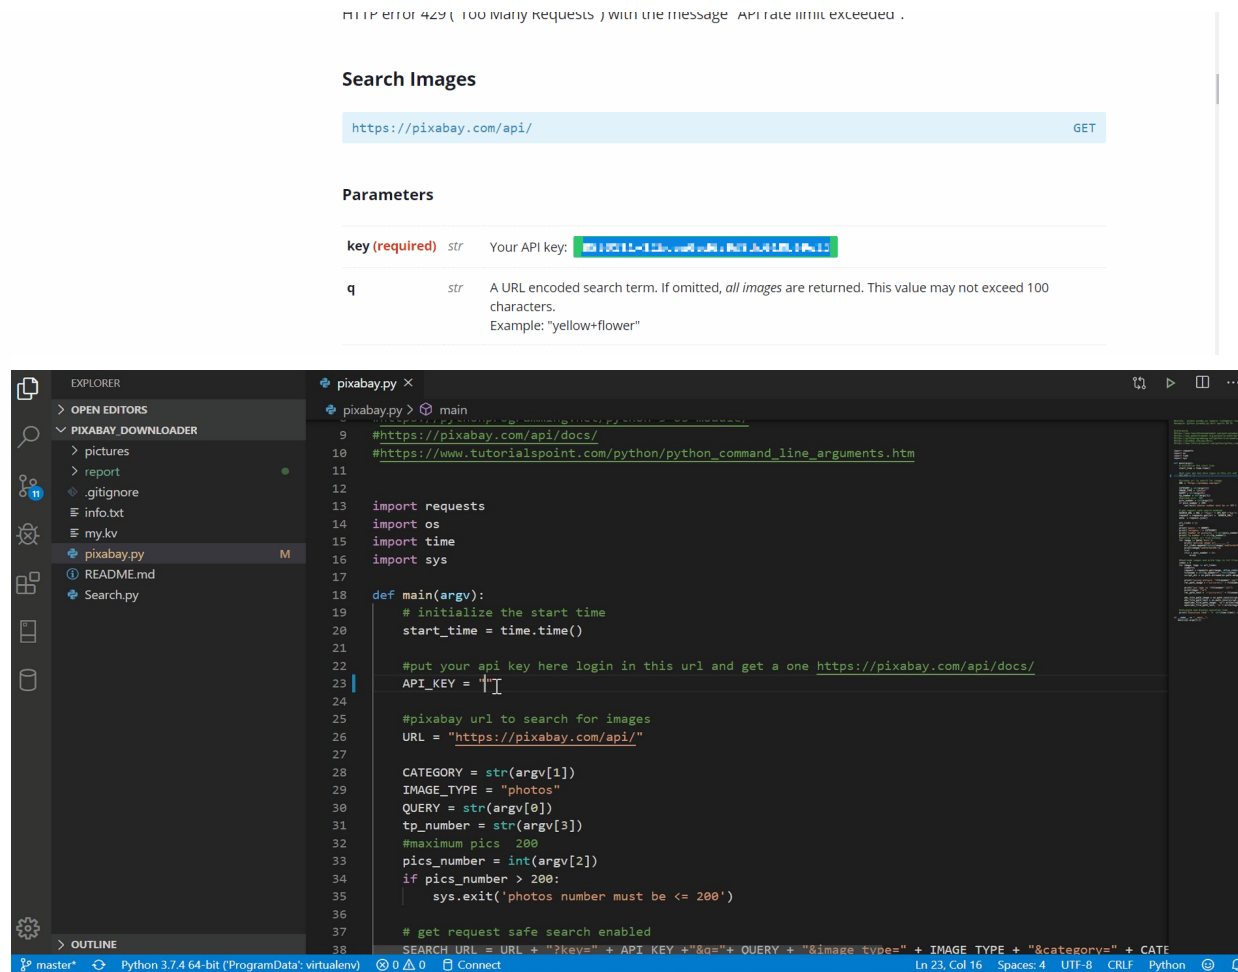 HTTP error 429 ("Too Many Requests") with the message "API rate limit exceeded".
Search Images
https://pixabay.com/api/ GET
Parameters
key (required) str Your API key:
q str A URL encoded search term. If omitted, all images are returned. This value may not exceed 100
characters.
Example: "yellow+flower"
EXPLORER
OPEN EDITORS
PIXABAY_DOWNLOADER
pictures
report
.gitignore
info.txt
my.kv
pixabay.py M
README.md
Search.py
OUTLINE
11
pixabay.py
pixabay.py > main
9 #https://pixabay.com/api/docs/
10 #https://www.tutorialspoint.com/python/python_command_line_arguments.htm
11
12
13 import requests
14 import os
15 import time
16 import sys
17
18 def main(argv):
19 # initialize the start time
20 start_time = time.time()
21
22 #put your api key here login in this url and get a one https://pixabay.com/api/docs/
23 API_KEY = ""
24
25 #pixabay url to search for images
26 URL = "https://pixabay.com/api/"
27
28 CATEGORY = str(argv[1])
29 IMAGE_TYPE = "photos"
30 QUERY = str(argv[0])
31 tp_number = str(argv[3])
32 #maximum pics 200
33 pics_number = int(argv[2])
34 if pics_number > 200:
35 sys.exit('photos number must be <= 200')
36
37 # get request safe search enabled
38 SEARCH_URL = URL + "?key=" + API_KEY +"&q="+ QUERY + "&image_type=" + IMAGE_TYPE + "&category=" + CATE
master* Python 3.7.4 64-bit ('ProgramData': virtualenv) 0 0 Connect Ln 23, Col 16 Spaces: 4 UTF-8 CRLF Python